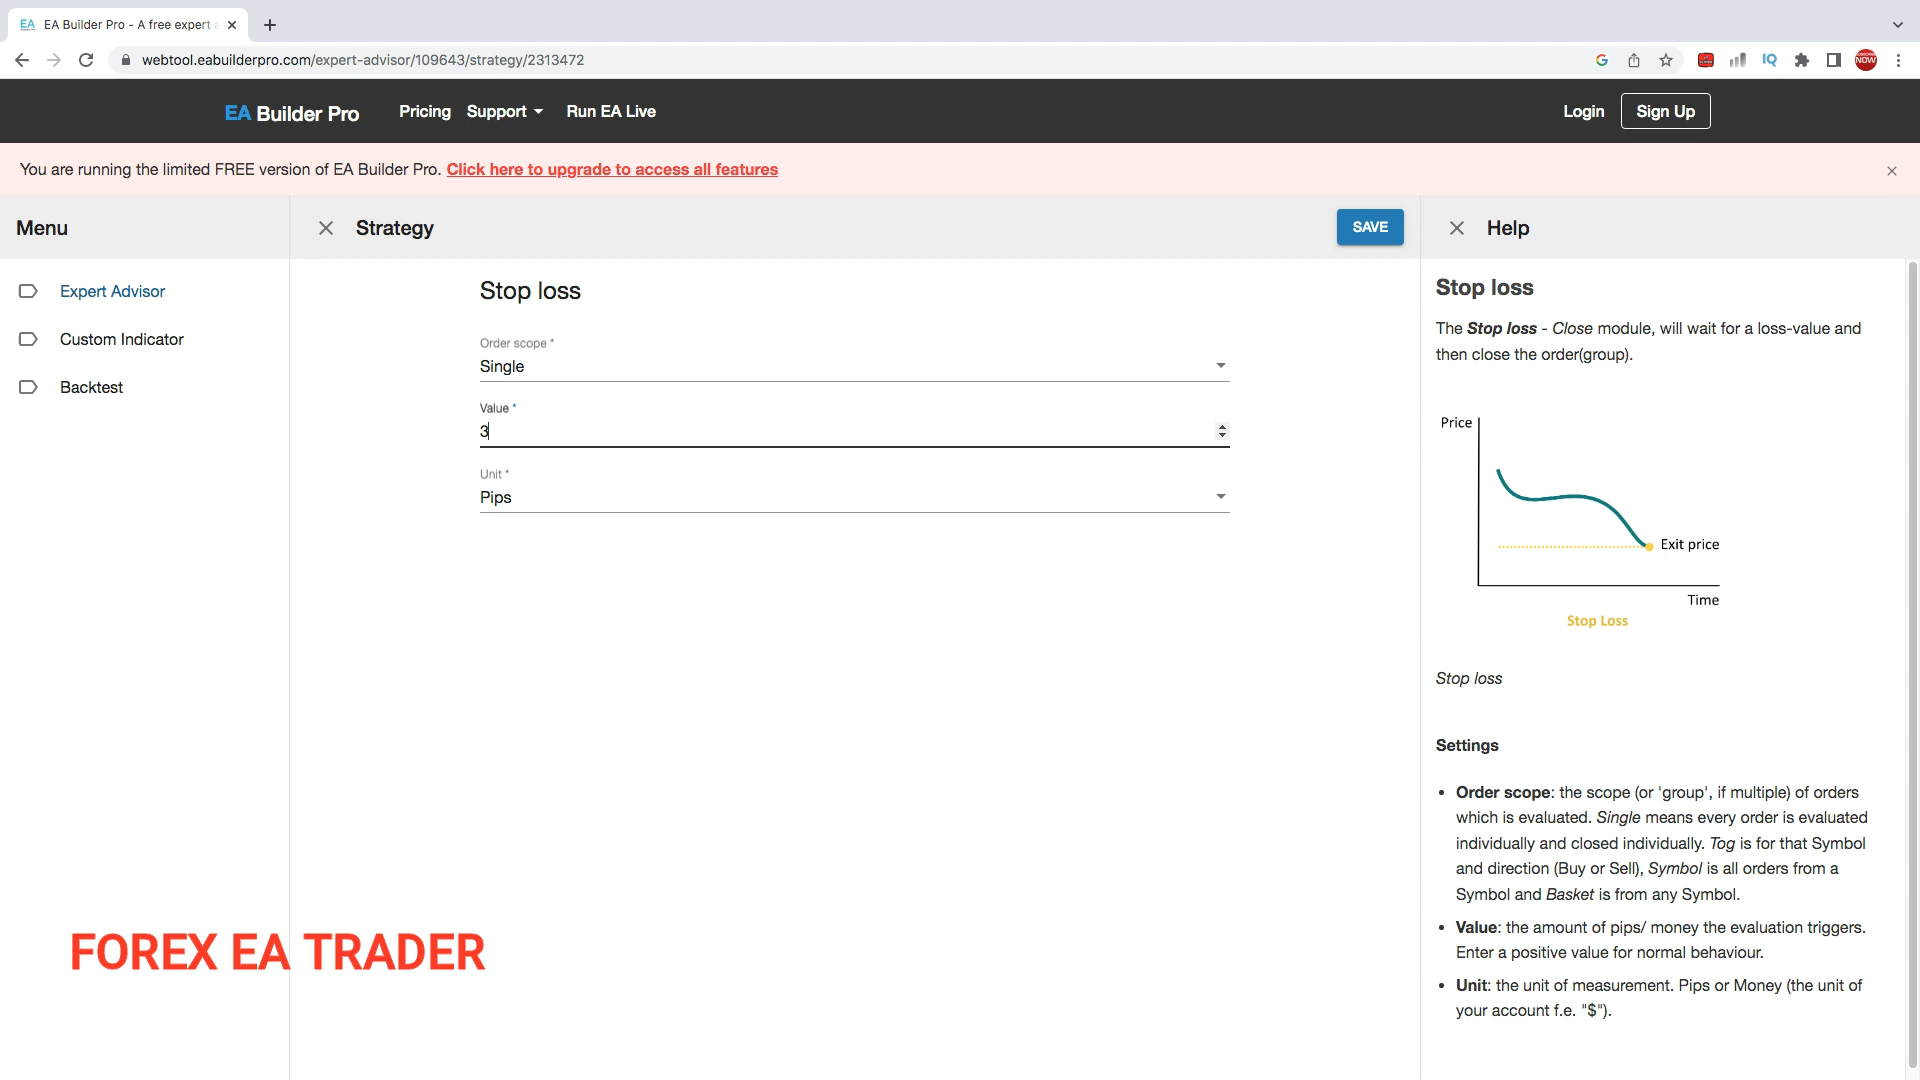 EA EA Builder Pro - A free expert
webtool.eabuilderpro.com/expert-advisor/109643/strategy/2313472
IQ
NOW
EA Builder Pro Pricing Support Run EA Live Login Sign Up
You are running the limited FREE version of EA Builder Pro. Click here to upgrade to access all features
Menu
Expert Advisor
Custom Indicator
Backtest
Strategy
SAVE
Stop loss
Order scope *
Single
Value *
3
Unit *
Pips
Help
Stop loss
The Stop loss - Close module, will wait for a loss-value and
then close the order(group).
Price
Exit price
Time
Stop Loss
Stop loss
Settings
• Order scope: the scope (or 'group', if multiple) of orders
which is evaluated. Single means every order is evaluated
individually and closed individually. Tog is for that Symbol
and direction (Buy or Sell), Symbol is all orders from a
Symbol and Basket is from any Symbol.
• Value: the amount of pips/ money the evaluation triggers.
Enter a positive value for normal behaviour.
• Unit: the unit of measurement. Pips or Money (the unit of
your account f.e. "$").
FOREX EA TRADER